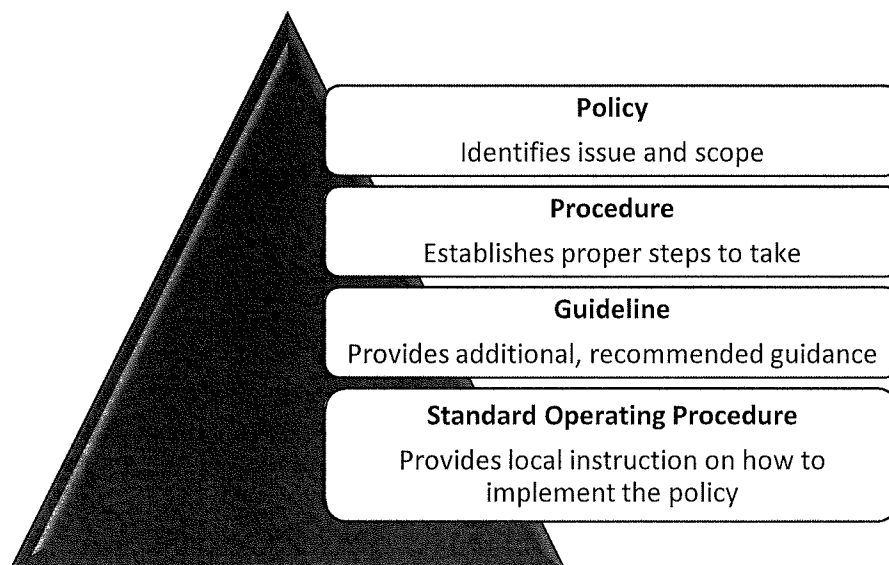 Policy
Identifies issue and scope
Procedure
Establishes proper steps to take
Guideline
Provides additional, recommended guidance
Standard Operating Procedure
Provides local instruction on how to
implement the policy